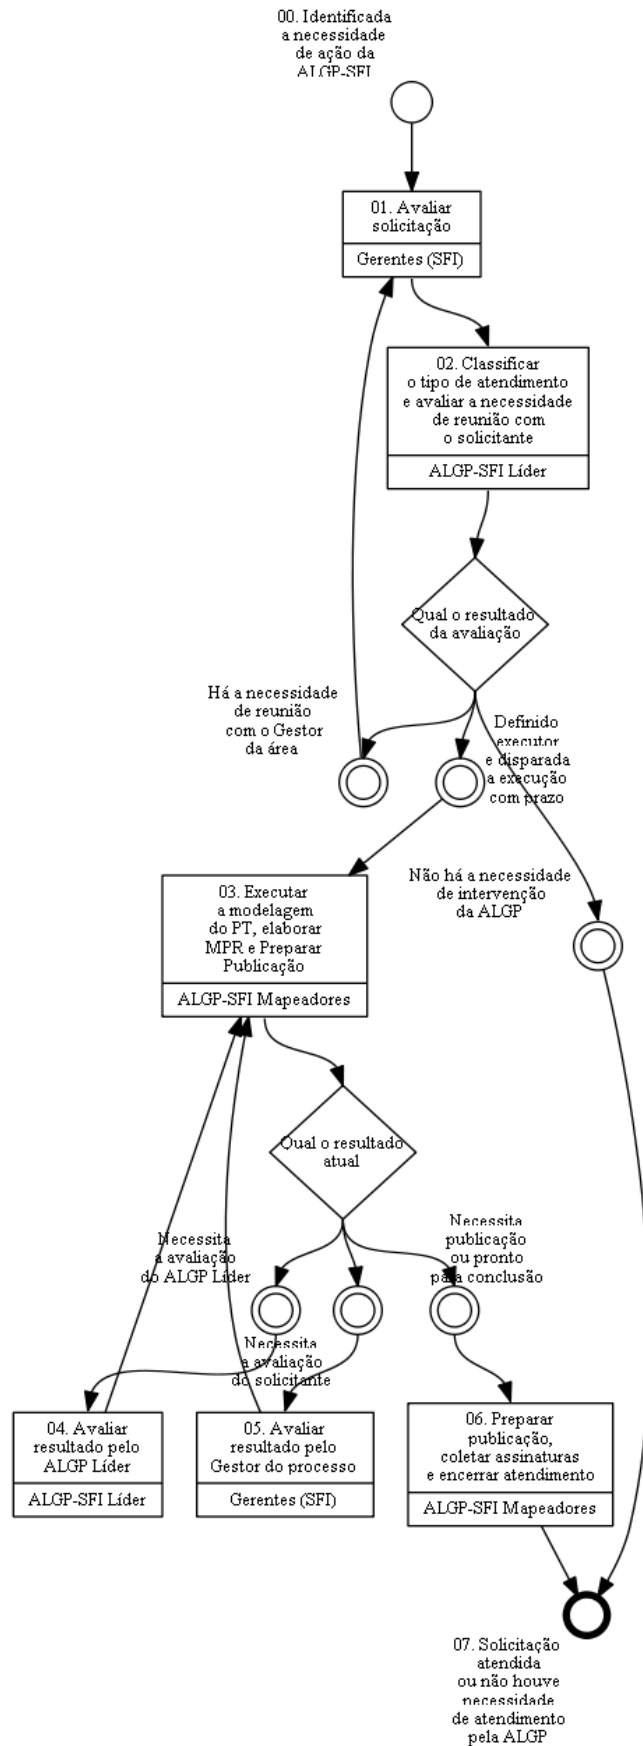 00. Identificada
a necessidade
de ação da
ALGP-SFI
01. Avaliar
solicitação
Gerentes (SFI)
02. Classificar
o tipo de atendimento
e avaliar a necessidade
de reunião com
o solicitante
ALGP-SFI Líder
Qual o resultado
da avaliação
Há a necessidade
de reunião
com o Gestor
da área
Definido
executor
e disparada
a execução
com prazo
Não há a necessidade
de intervenção
da ALGP
03. Executar
a modelagem
do PT, elaborar
MPR e Preparar
Publicação
ALGP-SFI Mapeadores
Qual o resultado
atual
Necessita
a avaliação
do ALGP Líder
Necessita
publicação
ou pronto
para conclusão
Necessita
a avaliação
do solicitante
04. Avaliar
resultado pelo
ALGP Líder
ALGP-SFI Líder
05. Avaliar
resultado pelo
Gestor do processo
Gerentes (SFI)
06. Preparar
publicação,
coletar assinaturas
e encerrar atendimento
ALGP-SFI Mapeadores
07. Solicitação
atendida
ou não houve
necessidade
de atendimento
pela ALGP